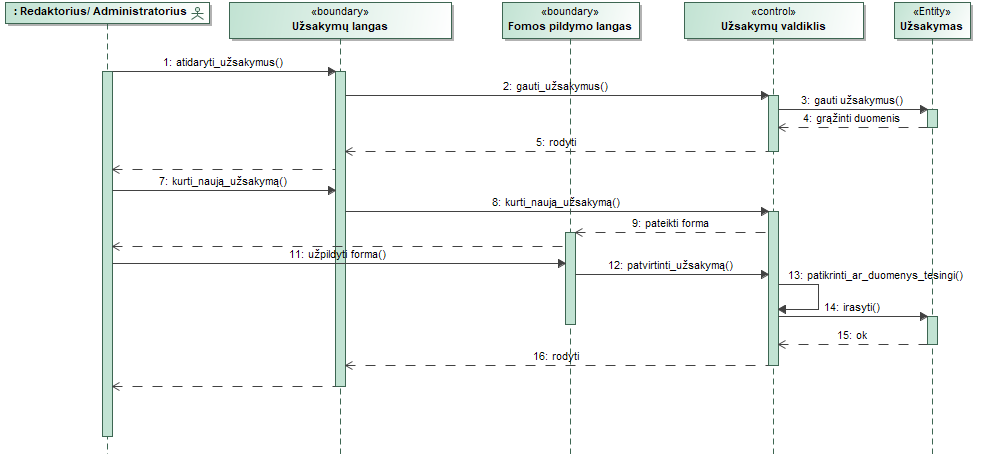 : Redaktorius/ Administratorius
«boundary»
Užsakymų langas
«boundary»
Fomos pildymo langas
«control»
Užsakymų valdiklis
«Entity»
Užsakymas
1: atidaryti_užsakymus()
2: gauti_užsakymus()
3: gauti užsakymus()
4: grąžinti duomenis
5: rodyti
7: kurti_naują_užsakymą()
8: kurti_naują_užsakymą()
9: pateikti forma
11: užpildyti forma()
12: patvirtinti_užsakymą()
13: patikrinti_ar_duomenys_tesingi()
14: irasyti()
15: ok
16: rodyti